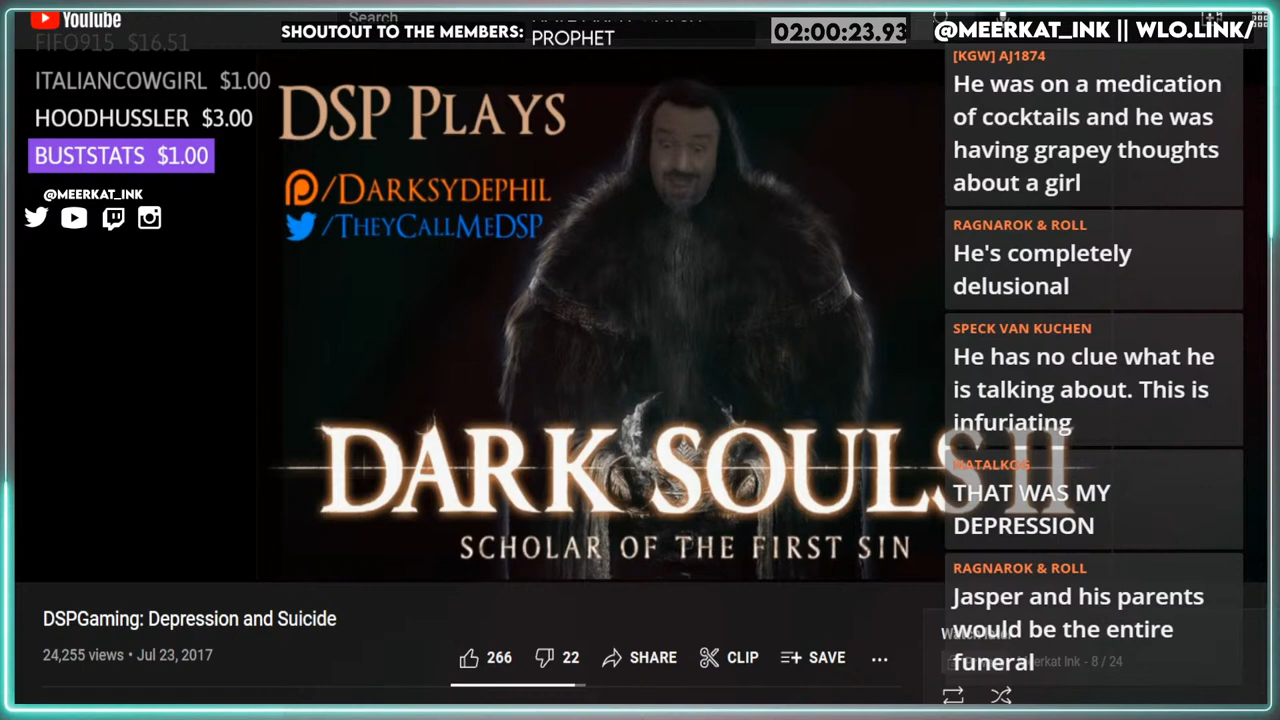 YouTube
Search
SHOUTOUT TO THE MEMBERS:
PROPHET
02:00:23.93
@MEERKAT_INK || WLO.LINK/
FIFO915 $16.51
ITALIANCOWGIRL $1.00
HOODHUSSLER $3.00
BUSTSTATS $1.00
@MEERKAT_INK
DSP PLAYS
/DARKSYDEPHIL
/THEYCALLMEDSP
DARK SOULS II
SCHOLAR OF THE FIRST SIN
[KGW] AJ1874
He was on a medication
of cocktails and he was
having grapey thoughts
about a girl
RAGNAROK & ROLL
He's completely
delusional
SPECK VAN KUCHEN
He has no clue what he
is talking about. This is
infuriating
THAT WAS MY
DEPRESSION
RAGNAROK & ROLL
Jasper and his parents
would be the entire
funeral
DSPGaming: Depression and Suicide
24,255 views • Jul 23, 2017
266
22
SHARE
CLIP
SAVE
Watch later
Meerkat Ink - 8 / 24